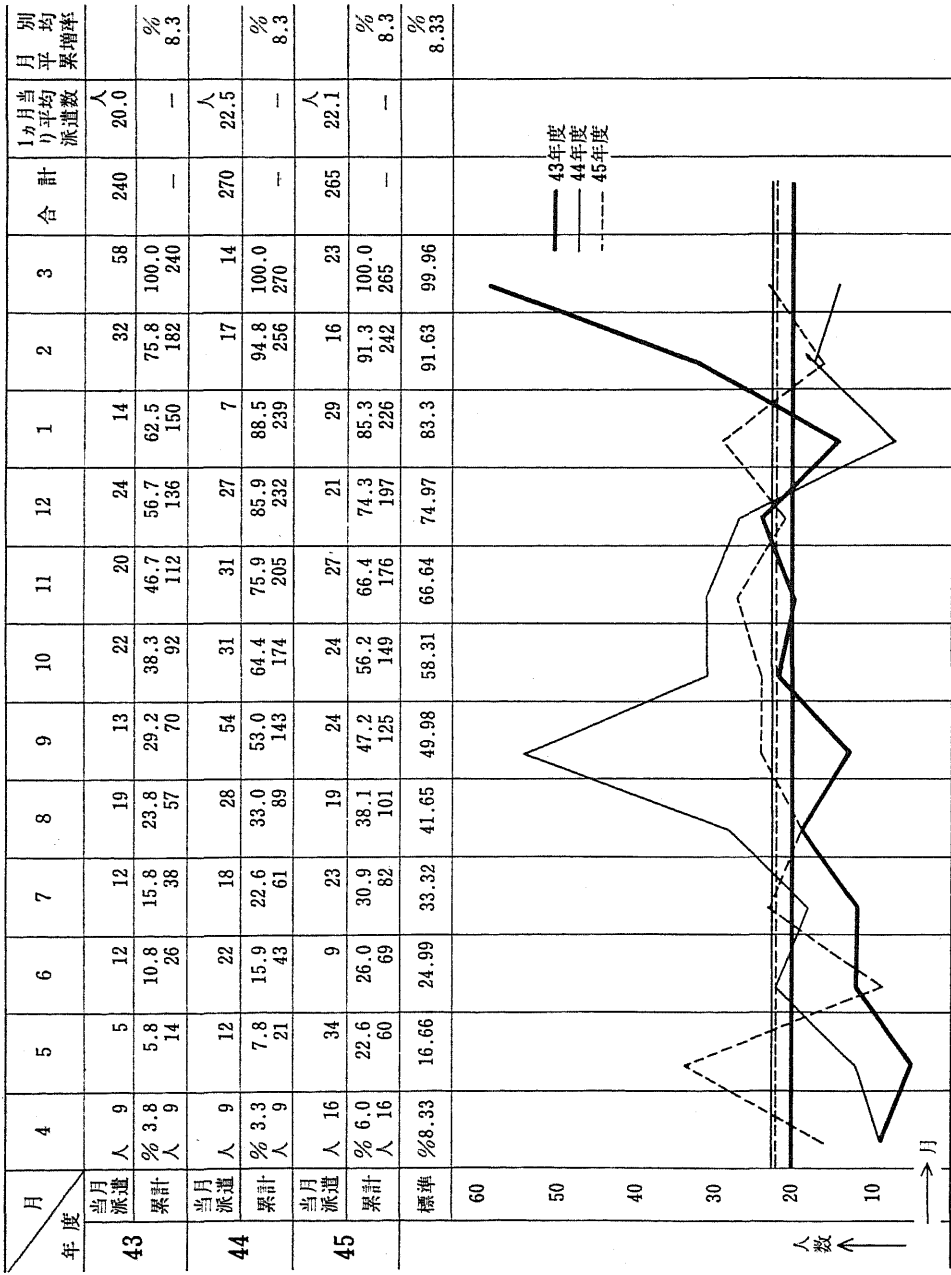 月 年度 4 5 6 7 8 9 10 11 12 1 2 3 合計 1ヵ月当り平均派遣数 月別平均累増率
43 当月派遣 人 9 5 12 12 19 13 22 20 24 14 32 58 240 人 20.0
累計 % 3.8 5.8 10.8 15.8 23.8 29.2 38.3 46.7 56.7 62.5 75.8 100.0 — — % 8.3
人 9 14 26 38 57 70 92 112 136 150 182 240
44 当月派遣 人 9 12 22 18 28 54 31 31 27 7 17 14 270 人 22.5
累計 % 3.3 7.8 15.9 22.6 33.0 53.0 64.4 75.9 85.9 88.5 94.8 100.0 — — % 8.3
人 9 21 43 61 89 143 174 205 232 239 256 270
45 当月派遣 人 16 34 9 23 19 24 24 27 21 29 16 23 265 人 22.1
累計 % 6.0 22.6 26.0 30.9 38.1 47.2 56.2 66.4 74.3 85.3 91.3 100.0 — — % 8.3
人 16 60 69 82 101 125 149 176 197 226 242 265
標準 %8.33 16.66 24.99 33.32 41.65 49.98 58.31 66.64 74.97 83.3 91.63 99.96 % 8.33
60
50
40
30
20
10
人数
月
43年度
44年度
45年度